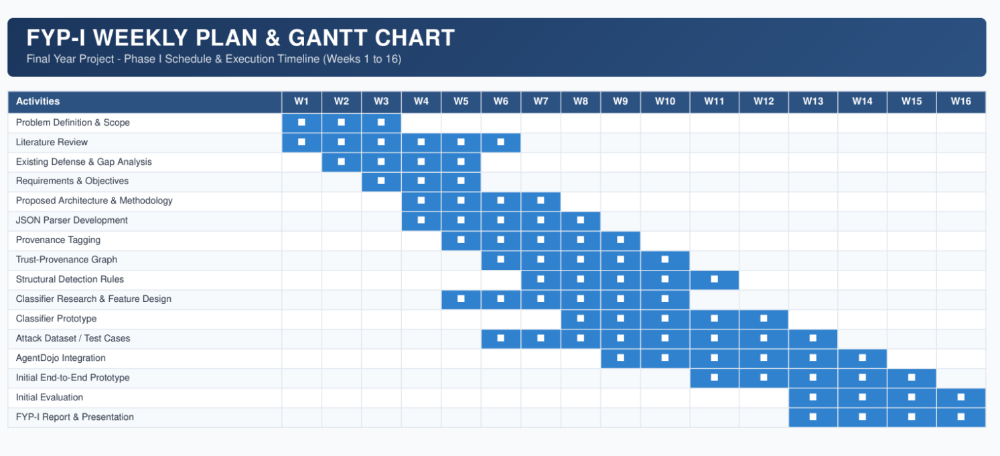 FYP-I WEEKLY PLAN & GANTT CHART
Final Year Project - Phase I Schedule & Execution Timeline (Weeks 1 to 16)
Activities W1 W2 W3 W4 W5 W6 W7 W8 W9 W10 W11 W12 W13 W14 W15 W16
Problem Definition & Scope
Literature Review
Existing Defense & Gap Analysis
Requirements & Objectives
Proposed Architecture & Methodology
JSON Parser Development
Provenance Tagging
Trust-Provenance Graph
Structural Detection Rules
Classifier Research & Feature Design
Classifier Prototype
Attack Dataset / Test Cases
AgentDojo Integration
Initial End-to-End Prototype
Initial Evaluation
FYP-I Report & Presentation